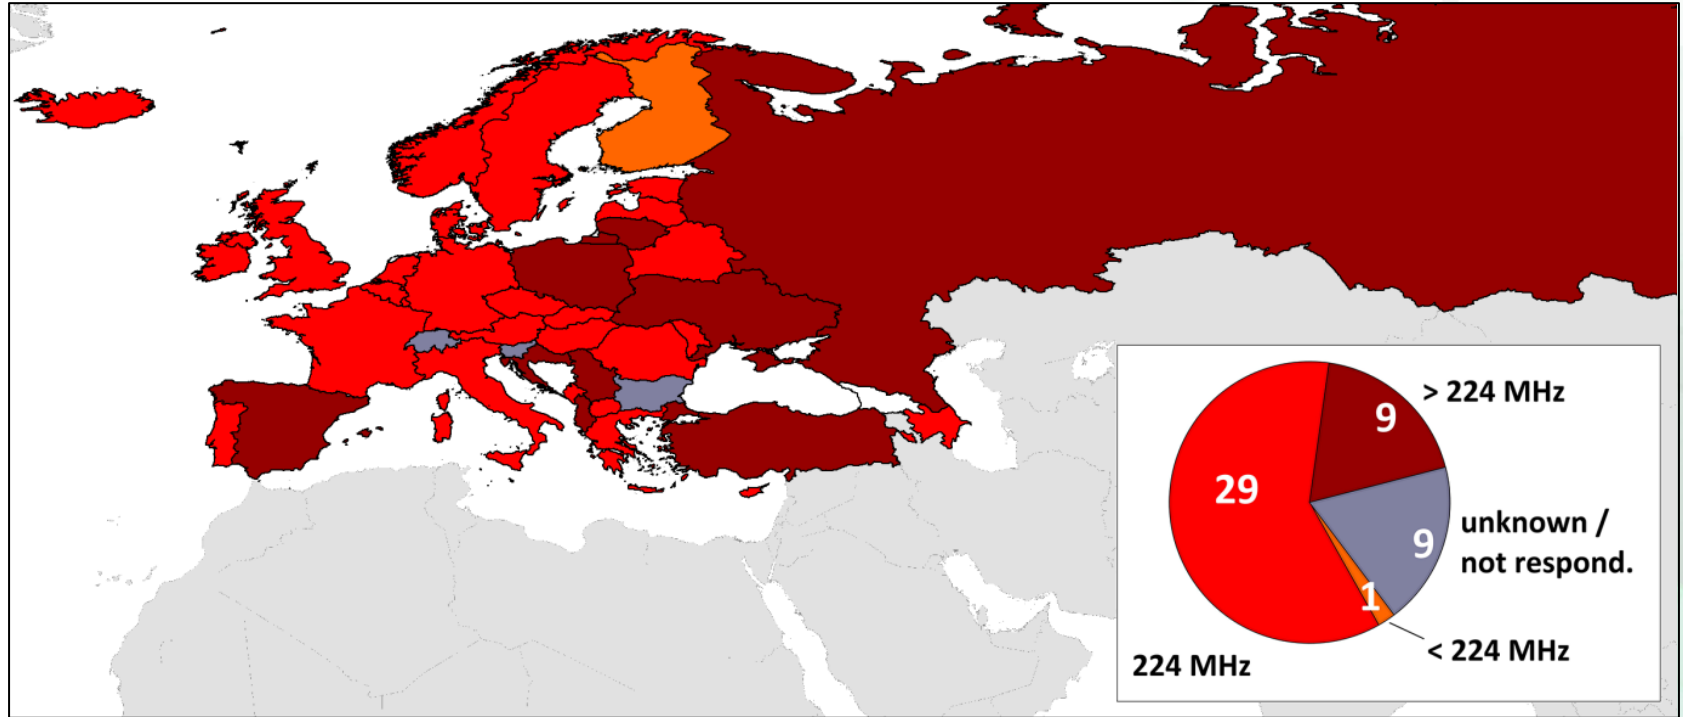 > 224 MHz
9
29
unknown /
not respond.
9
1
< 224 MHz
224 MHz